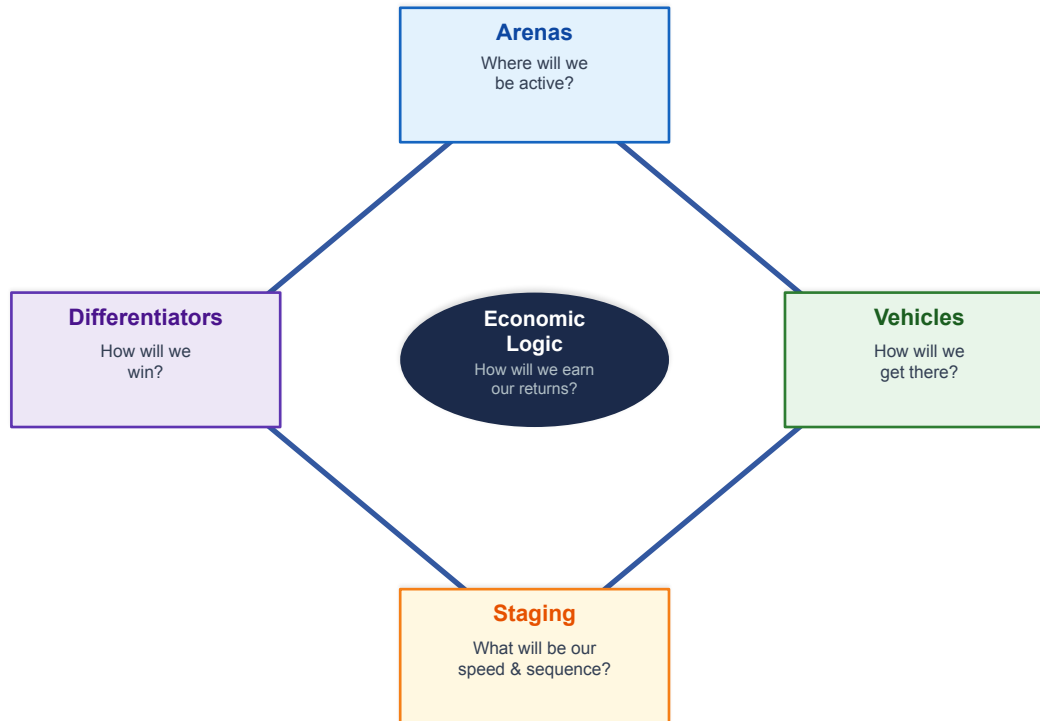 Arenas
Where will we
be active?
Differentiators
How will we
win?
Economic
Logic
How will we earn
our returns?
Vehicles
How will we
get there?
Staging
What will be our
speed & sequence?